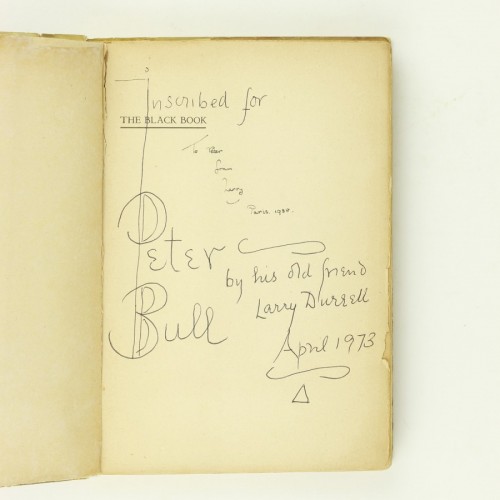 Inscribed for
THE BLACK BOOK
To Peter
from
Larry
Paris. 1938.
Peter
Bull
by his old friend
Larry Durrell
April 1973